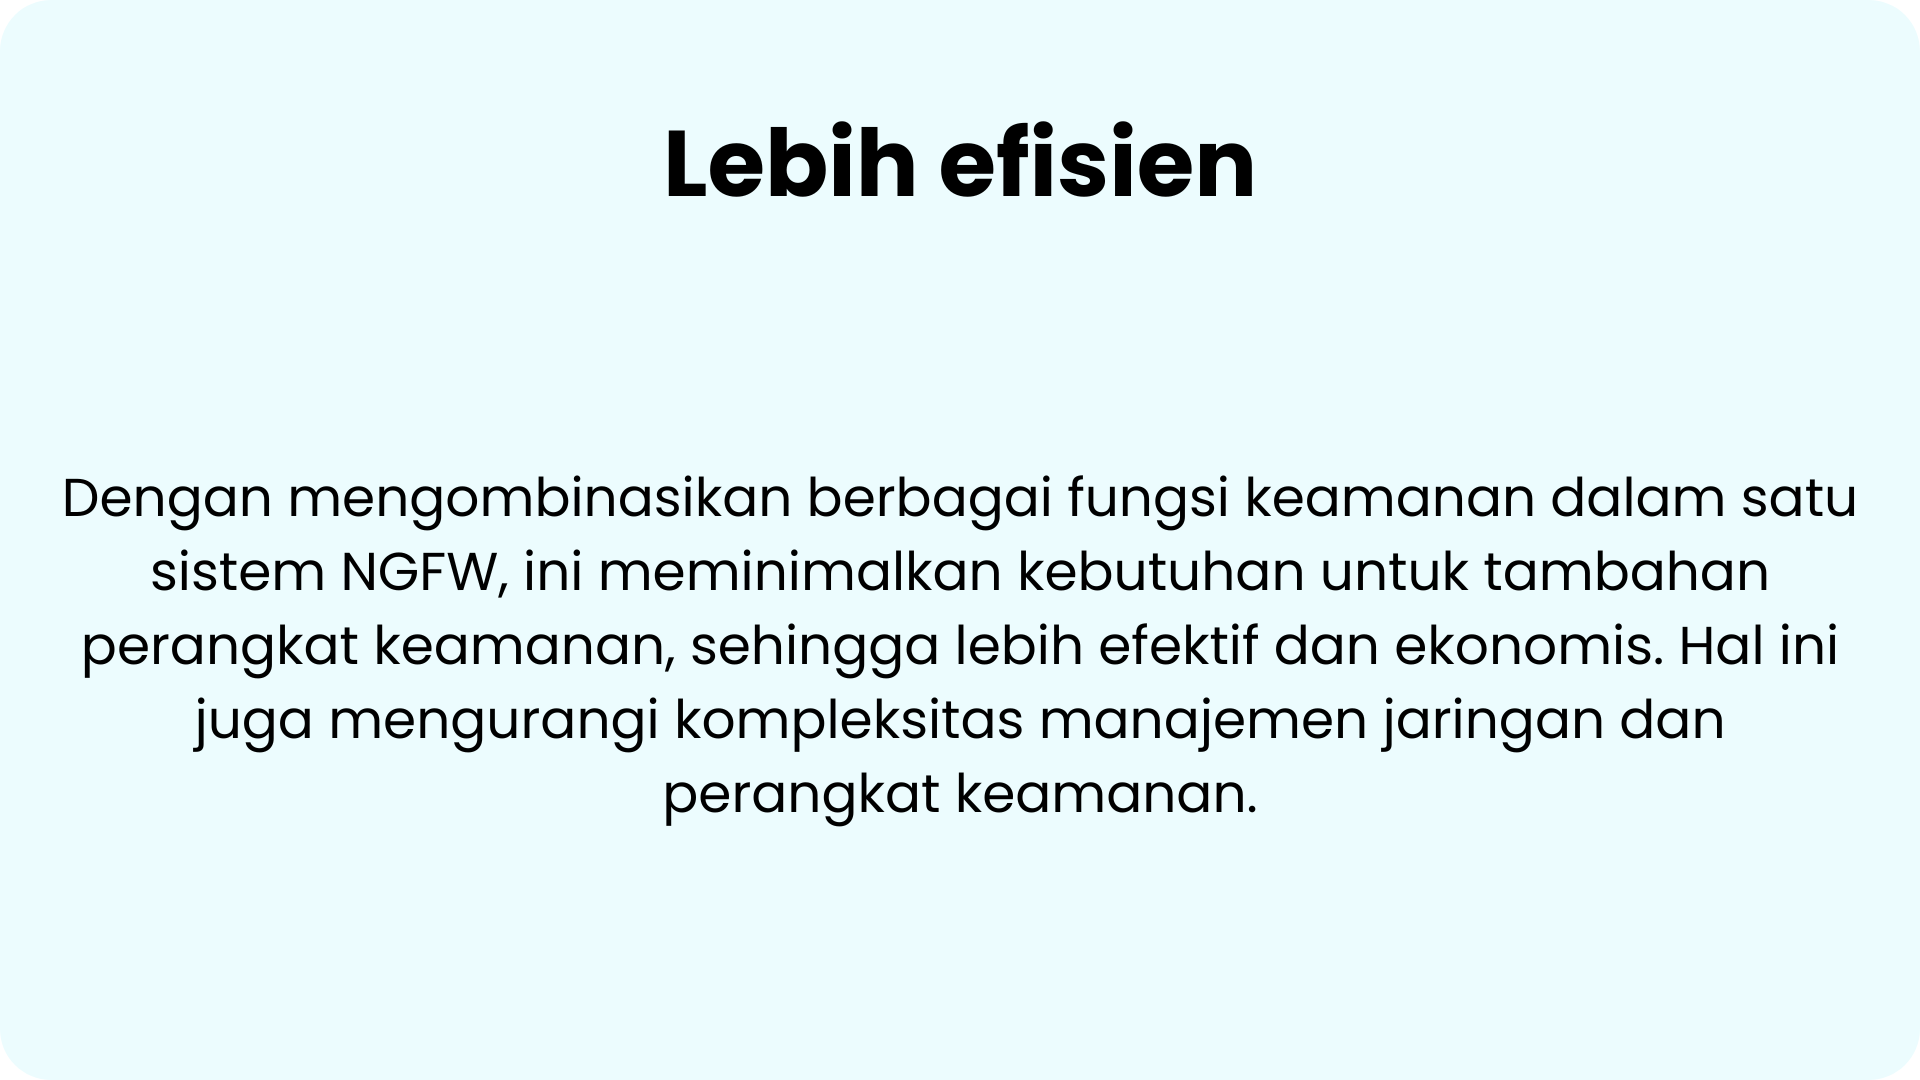 Lebih efisien
Dengan mengombinasikan berbagai fungsi keamanan dalam satu
sistem NGFW, ini meminimalkan kebutuhan untuk tambahan
perangkat keamanan, sehingga lebih efektif dan ekonomis. Hal ini
juga mengurangi kompleksitas manajemen jaringan dan
perangkat keamanan.